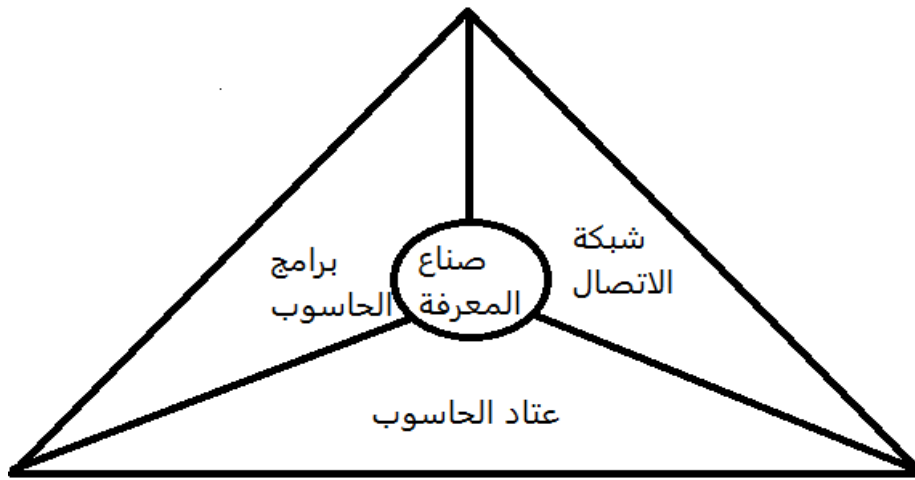 شبكة
الاتصال
صناع
المعرفة
برامج
الحاسوب
عتاد الحاسوب